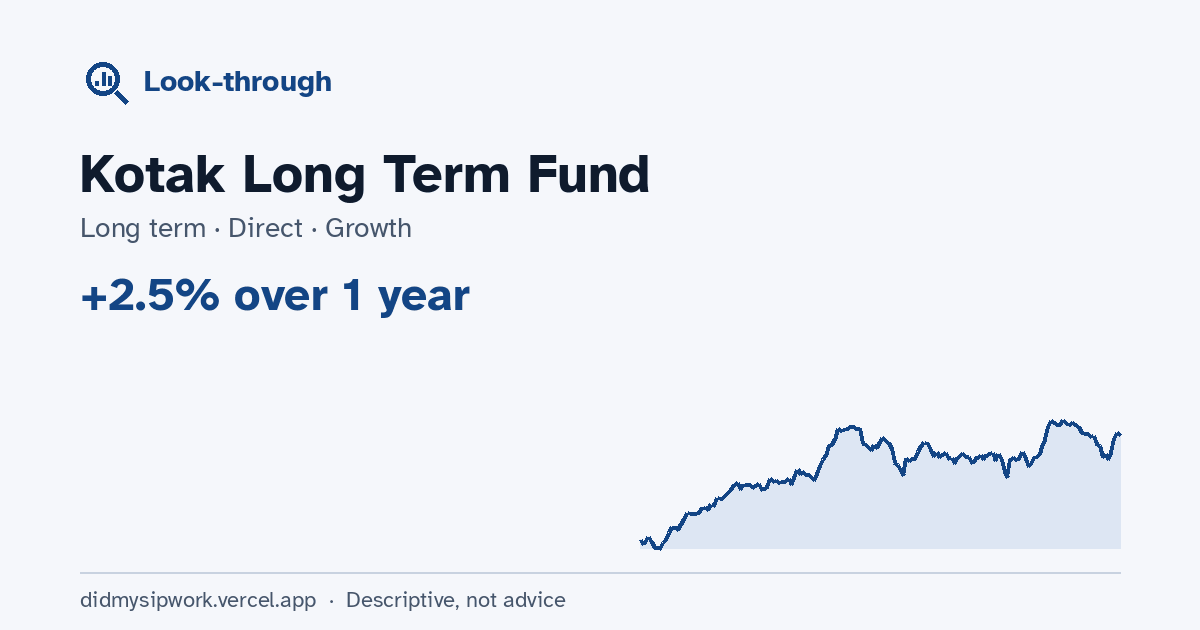 Look-through
Kotak Long Term Fund
Long term · Direct · Growth
+2.5% over 1 year
didmysipwork.vercel.app · Descriptive, not advice